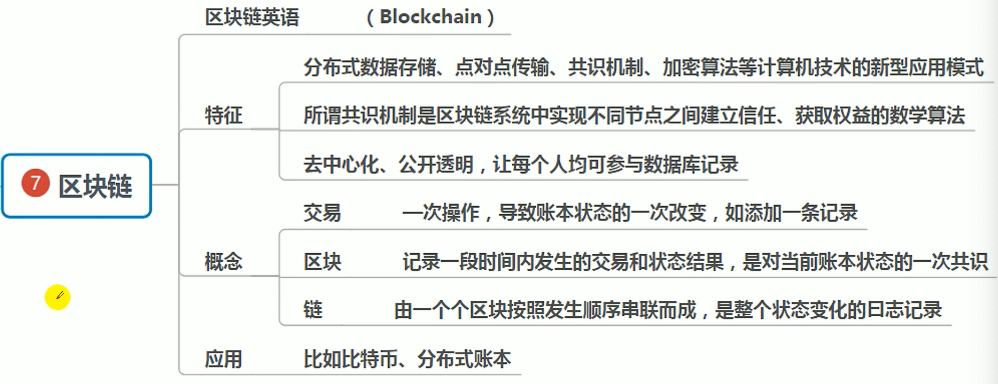 区块链英语 （Blockchain）
分布式数据存储、点对点传输、共识机制、加密算法等计算机技术的新型应用模式
特征 所谓共识机制是区块链系统中实现不同节点之间建立信任、获取权益的数学算法
去中心化、公开透明，让每个人均可参与数据库记录
7 区块链
交易 一次操作，导致账本状态的一次改变，如添加一条记录
概念 区块 记录一段时间内发生的交易和状态结果，是对当前账本状态的一次共识
链 由一个个区块按照发生顺序串联而成，是整个状态变化的日志记录
应用 比如比特币、分布式账本